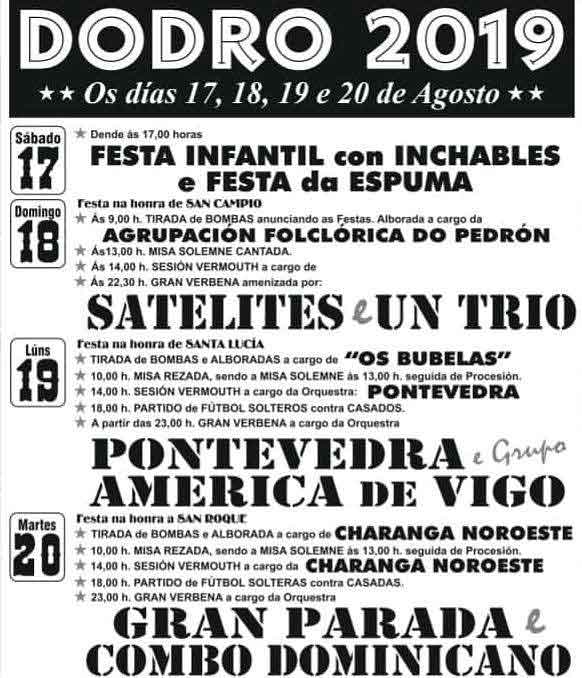 DODRO 2019
★★ Os días 17, 18, 19 e 20 de Agosto ★★
Sábado
17
★ Dende ás 17,00 horas
FESTA INFANTIL con INCHABLES
e FESTA da ESPUMA
Domingo
18
Festa na honra de SAN CAMPIO
★ Ás 9,00 h. TIRADA de BOMBAS anunciando as Festas. Alborada a cargo da
AGRUPACIÓN FOLCLÓRICA DO PEDRÓN
★ Ás13,00 h. MISA SOLEMNE CANTADA.
★ Ás 14,00 h. SESIÓN VERMOUTH a cargo de
★ Ás 22,30 h. GRAN VERBENA amenizada por:
SATELITES e UN TRIO
Lúns
19
Festa na honra de SANTA LUCÍA
★ TIRADA de BOMBAS e ALBORADAS a cargo de “OS BUBELAS”
★ 10,00 h. MISA REZADA, sendo a MISA SOLEMNE ás 13,00 h. seguida de Procesión.
★ 14,00 h. SESIÓN VERMOUTH a cargo da Orquestra: PONTEVEDRA
★ 18,00 h. PARTIDO de FÚTBOL SOLTEROS contra CASADOS.
★ A partir das 23,00 h. GRAN VERBENA a cargo da Orquestra
PONTEVEDRA e Grupo
AMERICA DE VIGO
Martes
20
Festa na honra a SAN ROQUE
★ TIRADA de BOMBAS e ALBORADA a cargo de CHARANGA NOROESTE
★ 10,00 h. MISA REZADA, sendo a MISA SOLEMNE ás 13,00 h. seguida de Procesión.
★ 14,00 h. SESIÓN VERMOUTH a cargo da CHARANGA NOROESTE
★ 18,00 h. PARTIDO de FÚTBOL SOLTERAS contra CASADAS.
★ 23,00 h. GRAN VERBENA a cargo da Orquestra
GRAN PARADA e
COMBO DOMINICANO